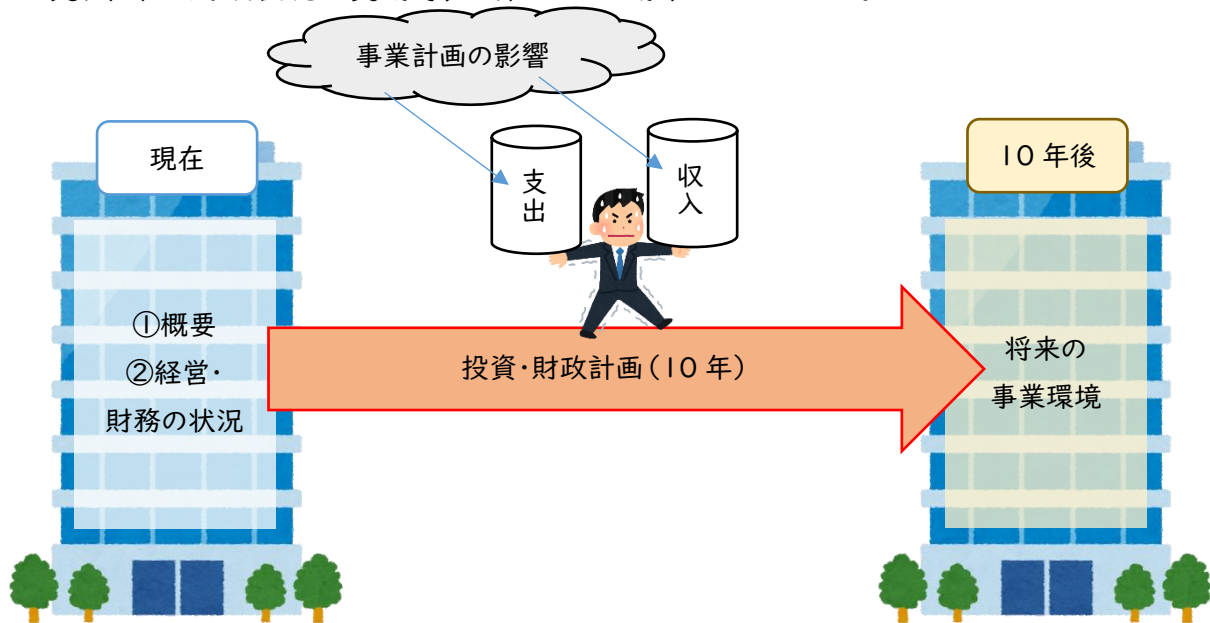 事業計画の影響
現在
支出
収入
10年後
①概要
②経営・
財務の状況
投資・財政計画（10年）
将来の
事業環境